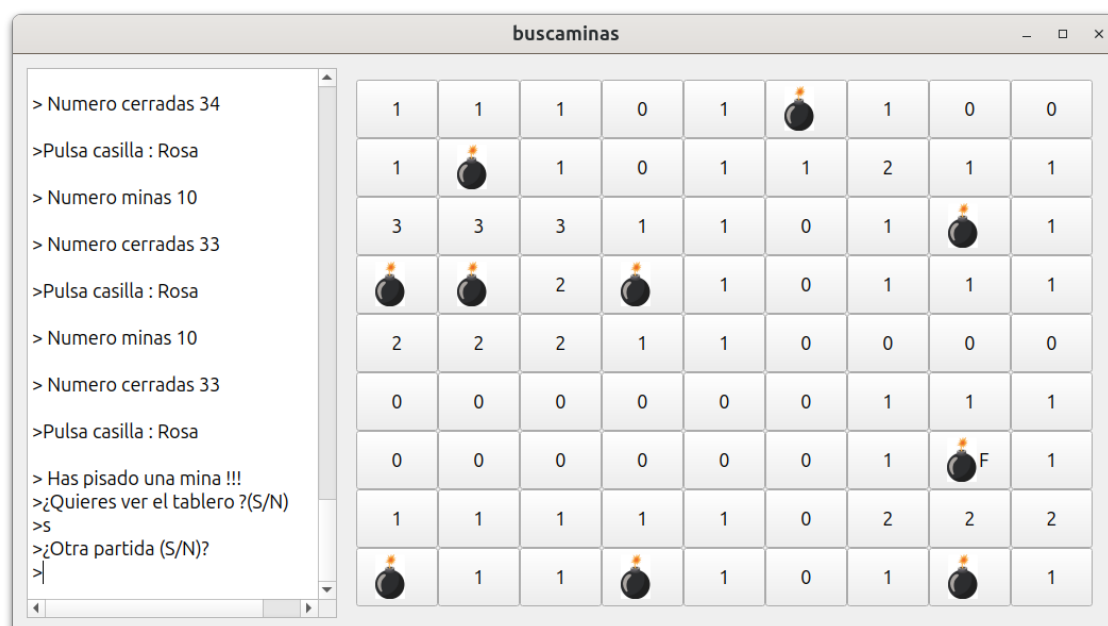 buscaminas
> Numero cerradas 34
>Pulsa casilla : Rosa
> Numero minas 10
> Numero cerradas 33
>Pulsa casilla : Rosa
> Numero minas 10
> Numero cerradas 33
>Pulsa casilla : Rosa
> Has pisado una mina !!!
>¿Quieres ver el tablero ?(S/N)
>s
>¿Otra partida (S/N)?
>
1 1 1 0 1 1 0 0
1 1 0 1 1 2 1 1
3 3 3 1 1 0 1 1
2 1 0 1 1 1
2 2 2 1 1 0 0 0 0
0 0 0 0 0 0 1 1 1
0 0 0 0 0 0 1 F 1
1 1 1 1 1 0 2 2 2
1 1 1 0 1 1